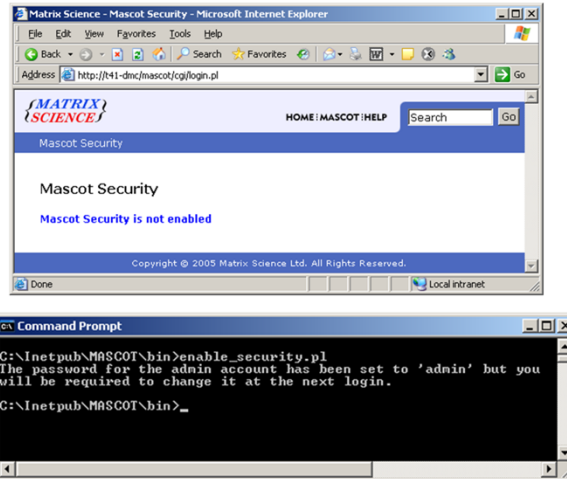 Matrix Science - Mascot Security - Microsoft Internet Explorer
File Edit View Favorites Tools Help
Back Search Favorites
Address http://t41-dmc/mascot/cgi/login.pl Go
{MATRIX}
{SCIENCE}
HOME MASCOT HELP Search Go
Mascot Security
Mascot Security
Mascot Security is not enabled
Copyright © 2005 Matrix Science Ltd. All Rights Reserved.
Done Local intranet
Command Prompt
C:\Inetpub\MASCOT\bin>enable_security.pl
The password for the admin account has been set to 'admin' but you
will be required to change it at the next login.
C:\Inetpub\MASCOT\bin>_